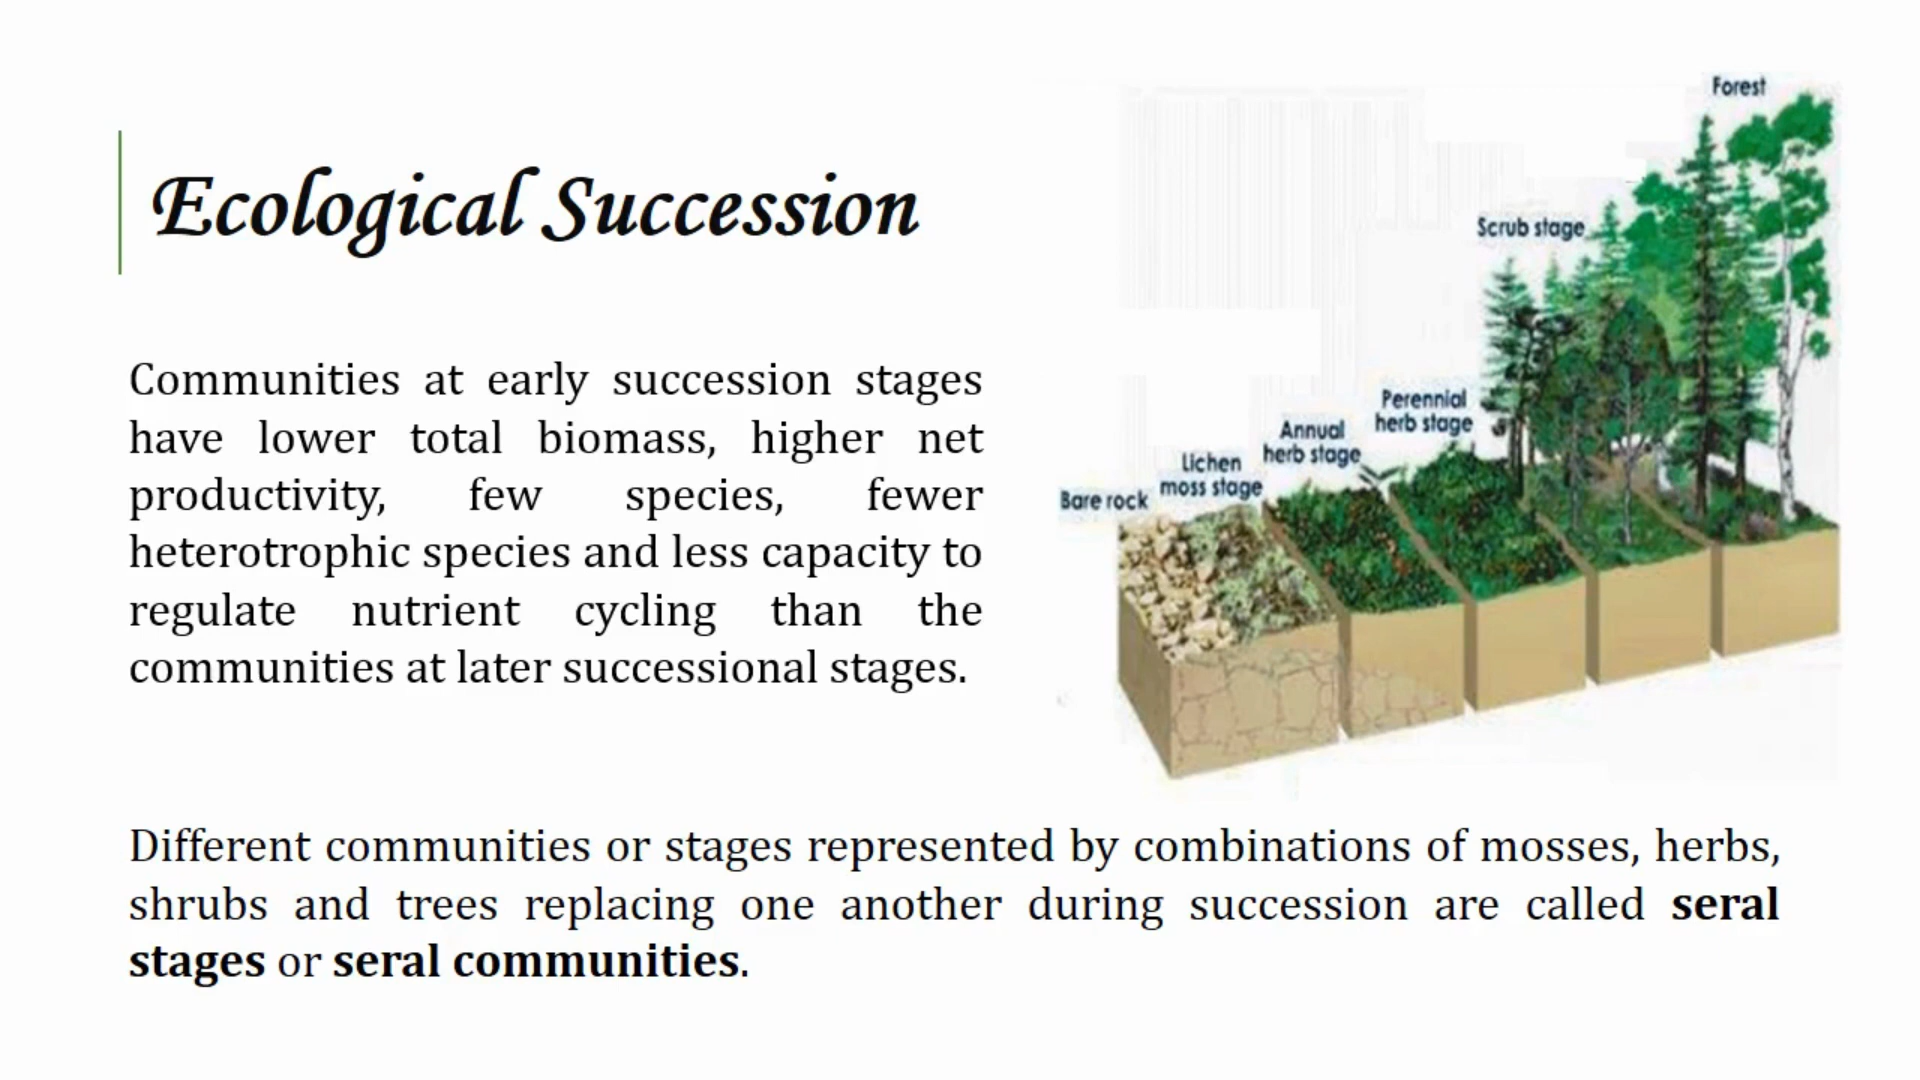 Ecological Succession
Communities at early succession stages
have lower total biomass, higher net
productivity, few species, fewer
heterotrophic species and less capacity to
regulate nutrient cycling than the
communities at later successional stages.
Forest
Scrub stage
Perennial
herb stage
Annual
herb stage
Lichen
moss stage
Bare rock
Different communities or stages represented by combinations of mosses, herbs,
shrubs and trees replacing one another during succession are called seral
stages or seral communities.